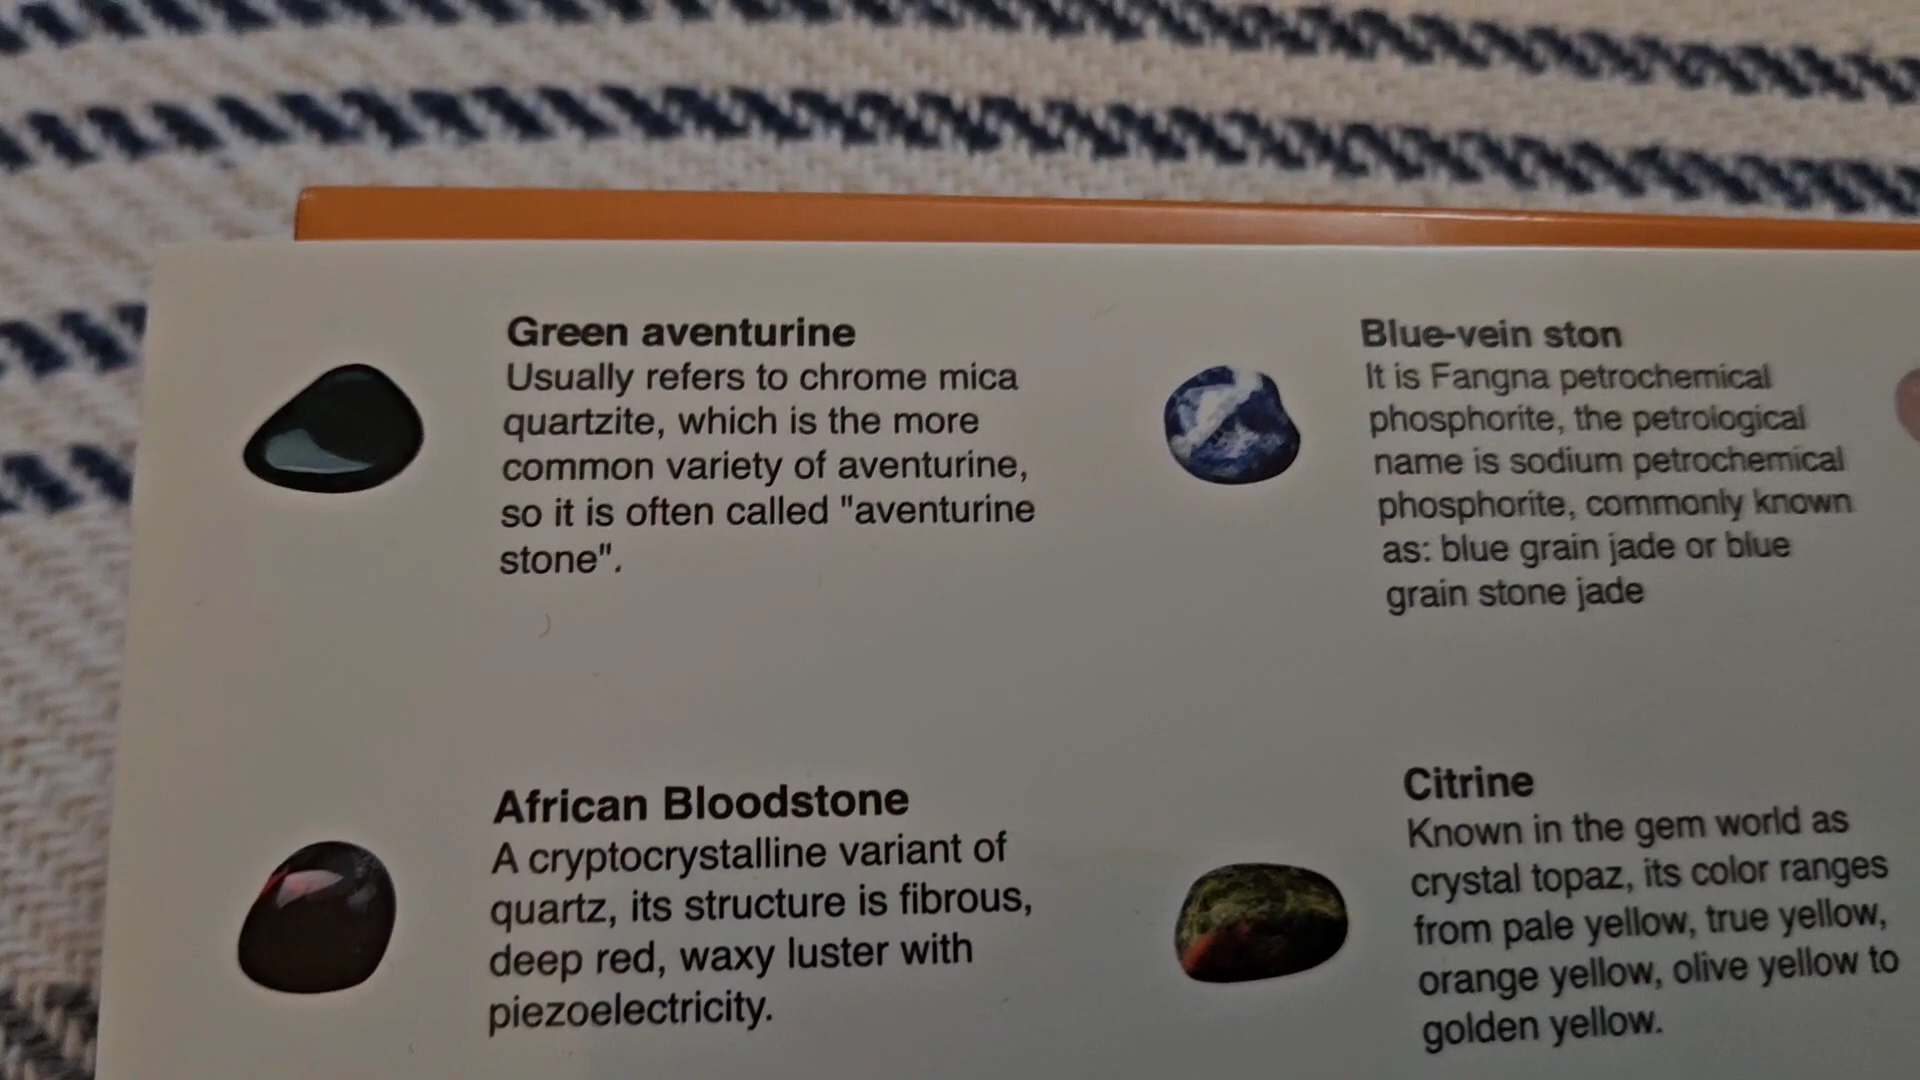 Green aventurine
Usually refers to chrome mica
quartzite, which is the more
common variety of aventurine,
so it is often called "aventurine
stone".
Blue-vein ston
It is Fangna petrochemical
phosphorite, the petrological
name is sodium petrochemical
phosphorite, commonly known
as: blue grain jade or blue
grain stone jade
African Bloodstone
A cryptocrystalline variant of
quartz, its structure is fibrous,
deep red, waxy luster with
piezoelectricity.
Citrine
Known in the gem world as
crystal topaz, its color ranges
from pale yellow, true yellow,
orange yellow, olive yellow to
golden yellow.